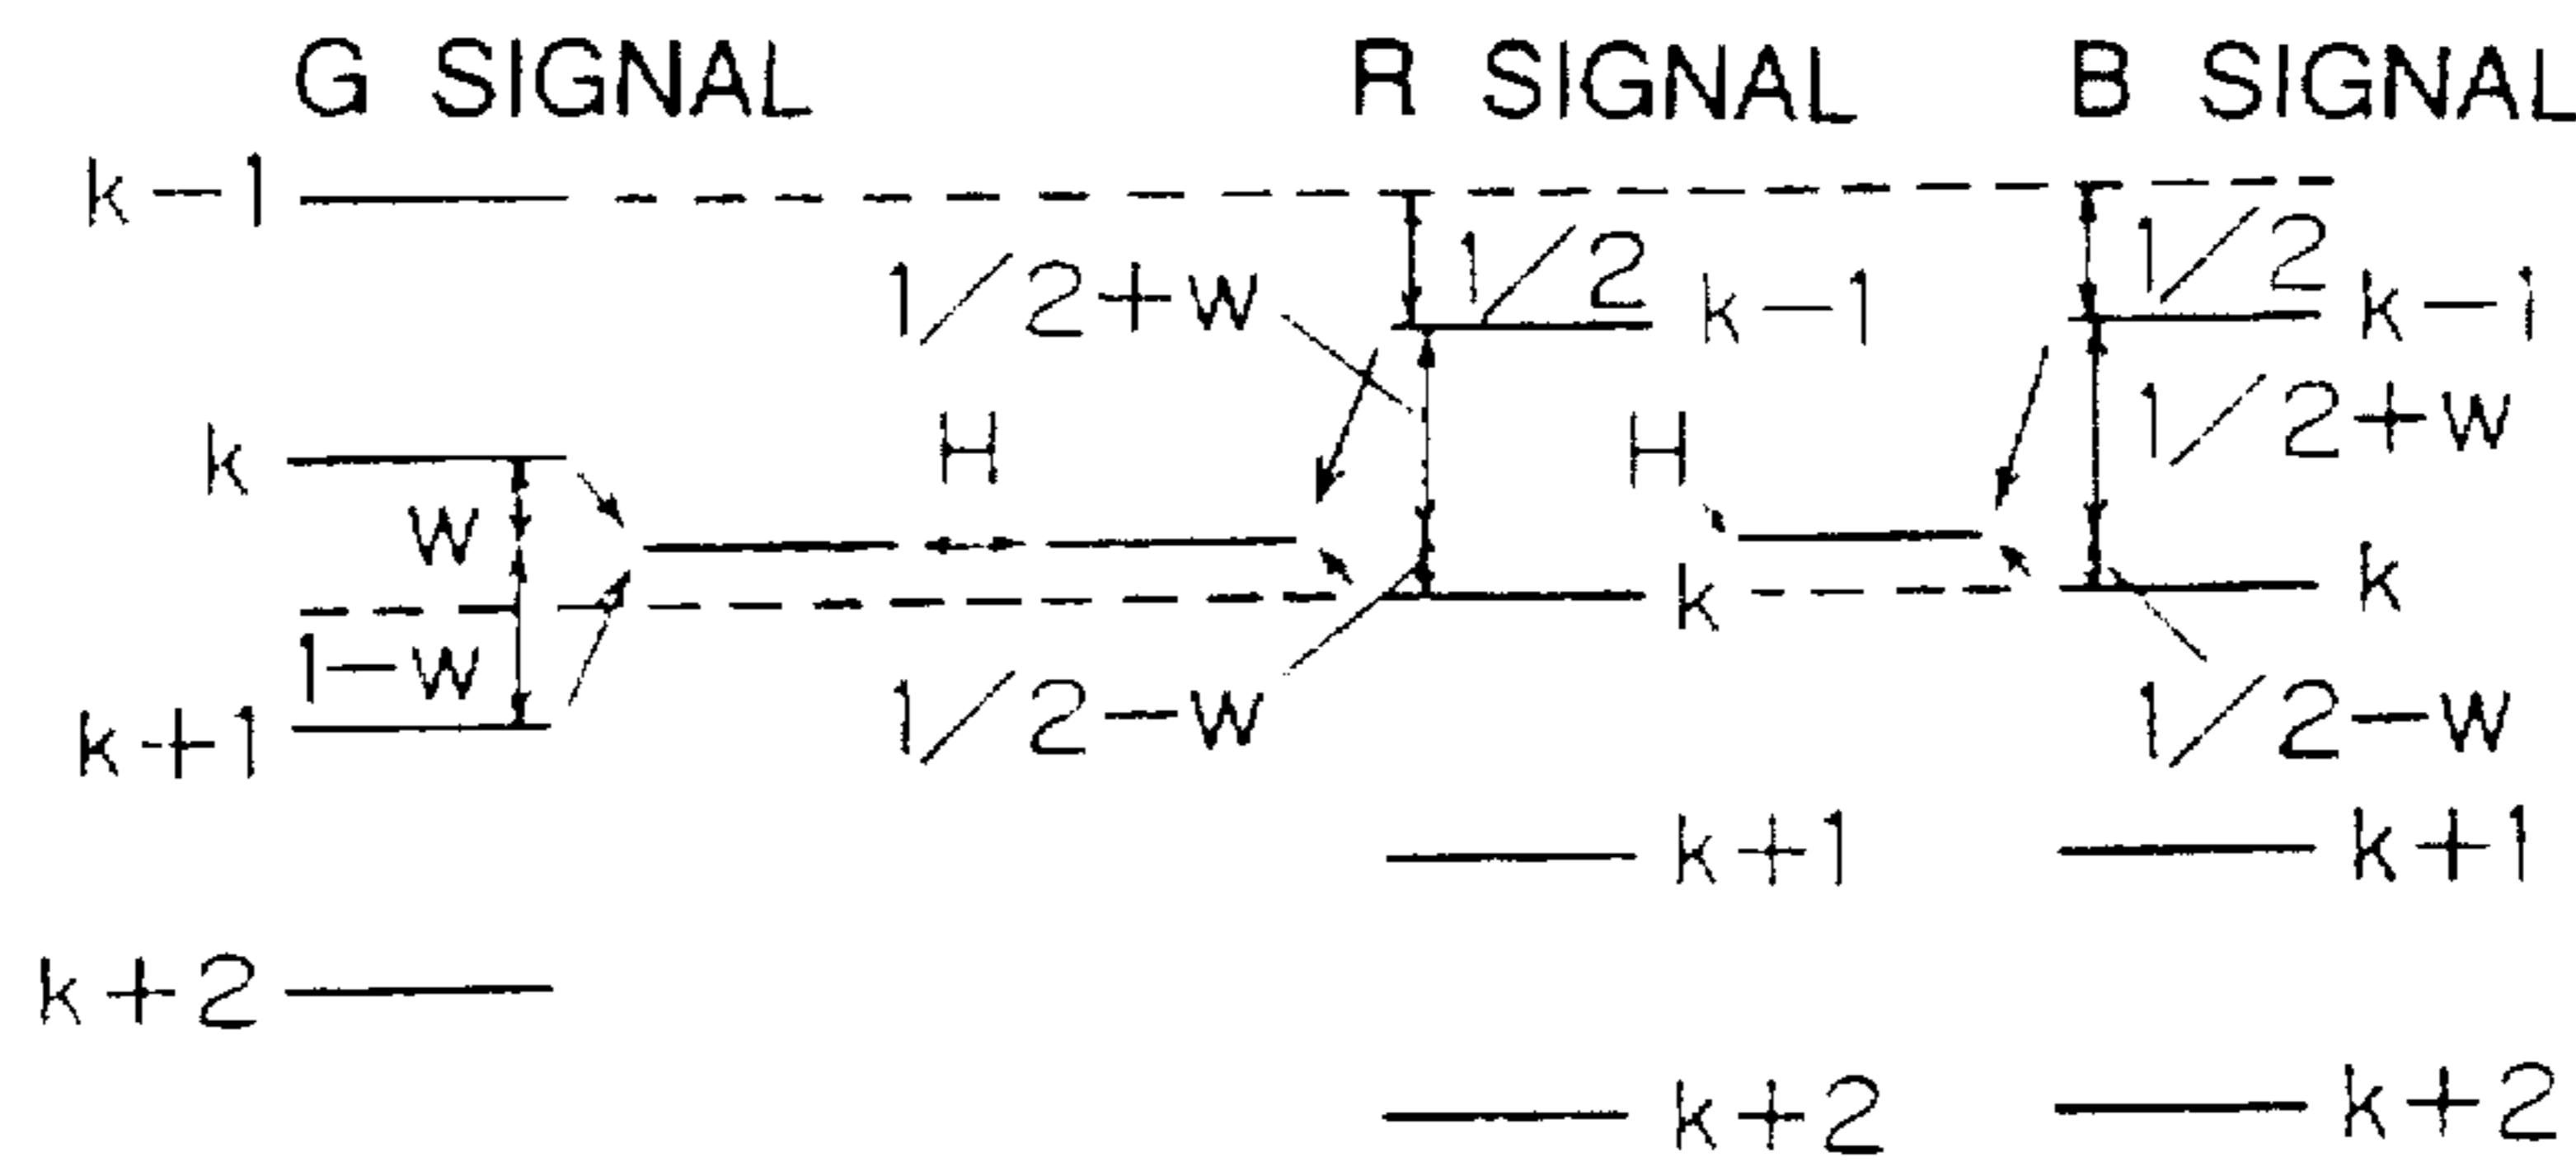 G SIGNAL R SIGNAL B SIGNAL
k-1
1/2 1/2
1/2+w k-1 k-1
k H H 1/2+w
w
k k
1-w
k+1 1/2-w 1/2-w
k+1 k+1
k+2
k+2 k+2